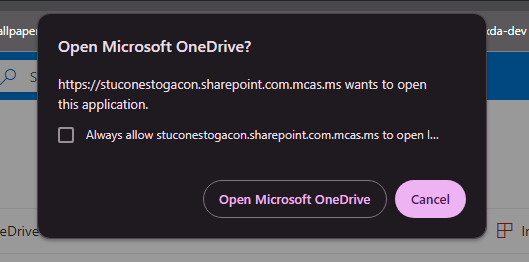 allpaper
xda-dev
S
Open Microsoft OneDrive?
https://stuconestogacon.sharepoint.com.mcas.ms wants to open
this application.
Always allow stuconestogacon.sharepoint.com.mcas.ms to open l...
Open Microsoft OneDrive
Cancel
eDrive
In